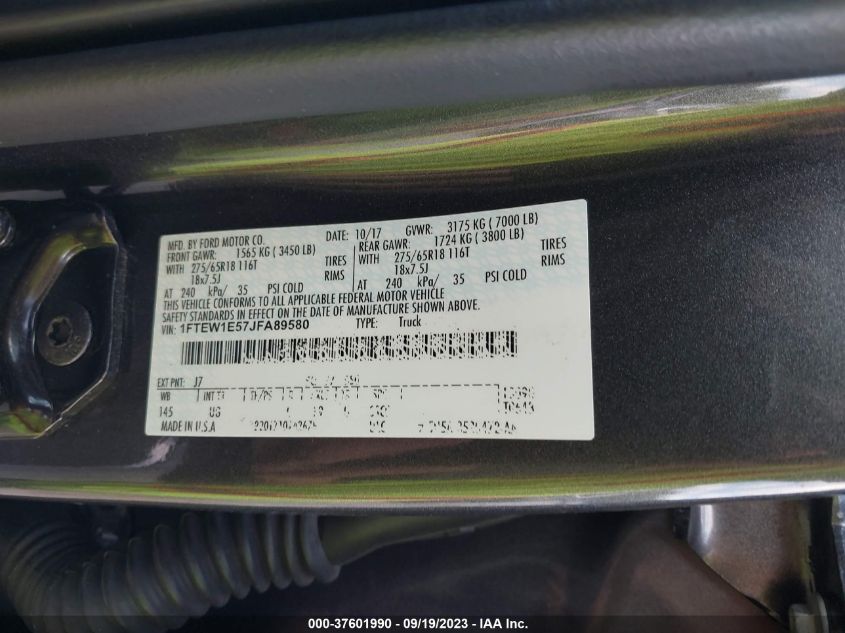 MFD. BY FORD MOTOR CO. DATE: 10/17 GVWR: 3175 KG ( 7000 LB)
FRONT GAWR: 1565 KG ( 3450 LB) REAR GAWR: 1724 KG ( 3800 LB)
WITH 275/65R18 116T TIRES WITH 275/65R18 116T TIRES
18x7.5J RIMS 18x7.5J RIMS
AT 240 kPa/ 35 PSI COLD AT 240 kPa/ 35 PSI COLD
THIS VEHICLE CONFORMS TO ALL APPLICABLE FEDERAL MOTOR VEHICLE
SAFETY STANDARDS IN EFFECT ON THE DATE OF MANUFACTURE SHOWN ABOVE.
VIN: 1FTEW1E57JFA89580 TYPE: Truck
EXT PNT: J7
WB INT TR
145 US
MADE IN U.S.A
000-37601990 - 09/19/2023 - IAA Inc.